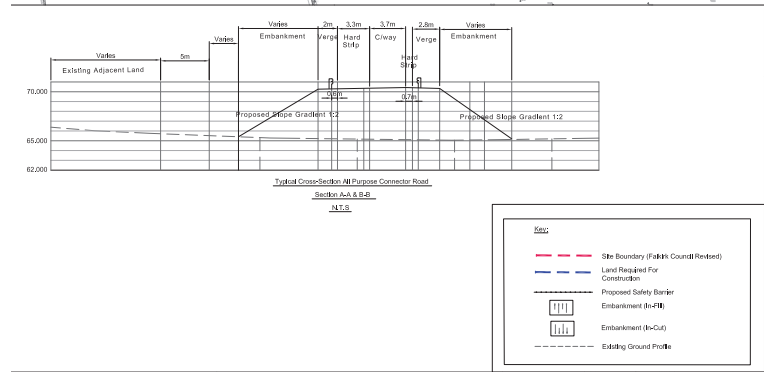 Varies
2m
3,3m
3,7m
2.8m
Varies
Varies
Embankment
Verge
Hard
Strip
C/way
Verge
Embankment
Varies
5m
Hard
Strip
Existing Adjacent Land
70,000
0,6m
0,7m
Proposed Slope Gradient 1:2
Proposed Slope Gradient 1:2
65,000
62,000
Typical Cross-Section All Purpose Connector Road
Section A-A & B-B
N.T.S
Key:
Site Boundary (Falkirk Council Revised)
Land Required For
Construction
Proposed Safety Barrier
Embankment (In-Fill)
Embankment (In-Cut)
Existing Ground Profile